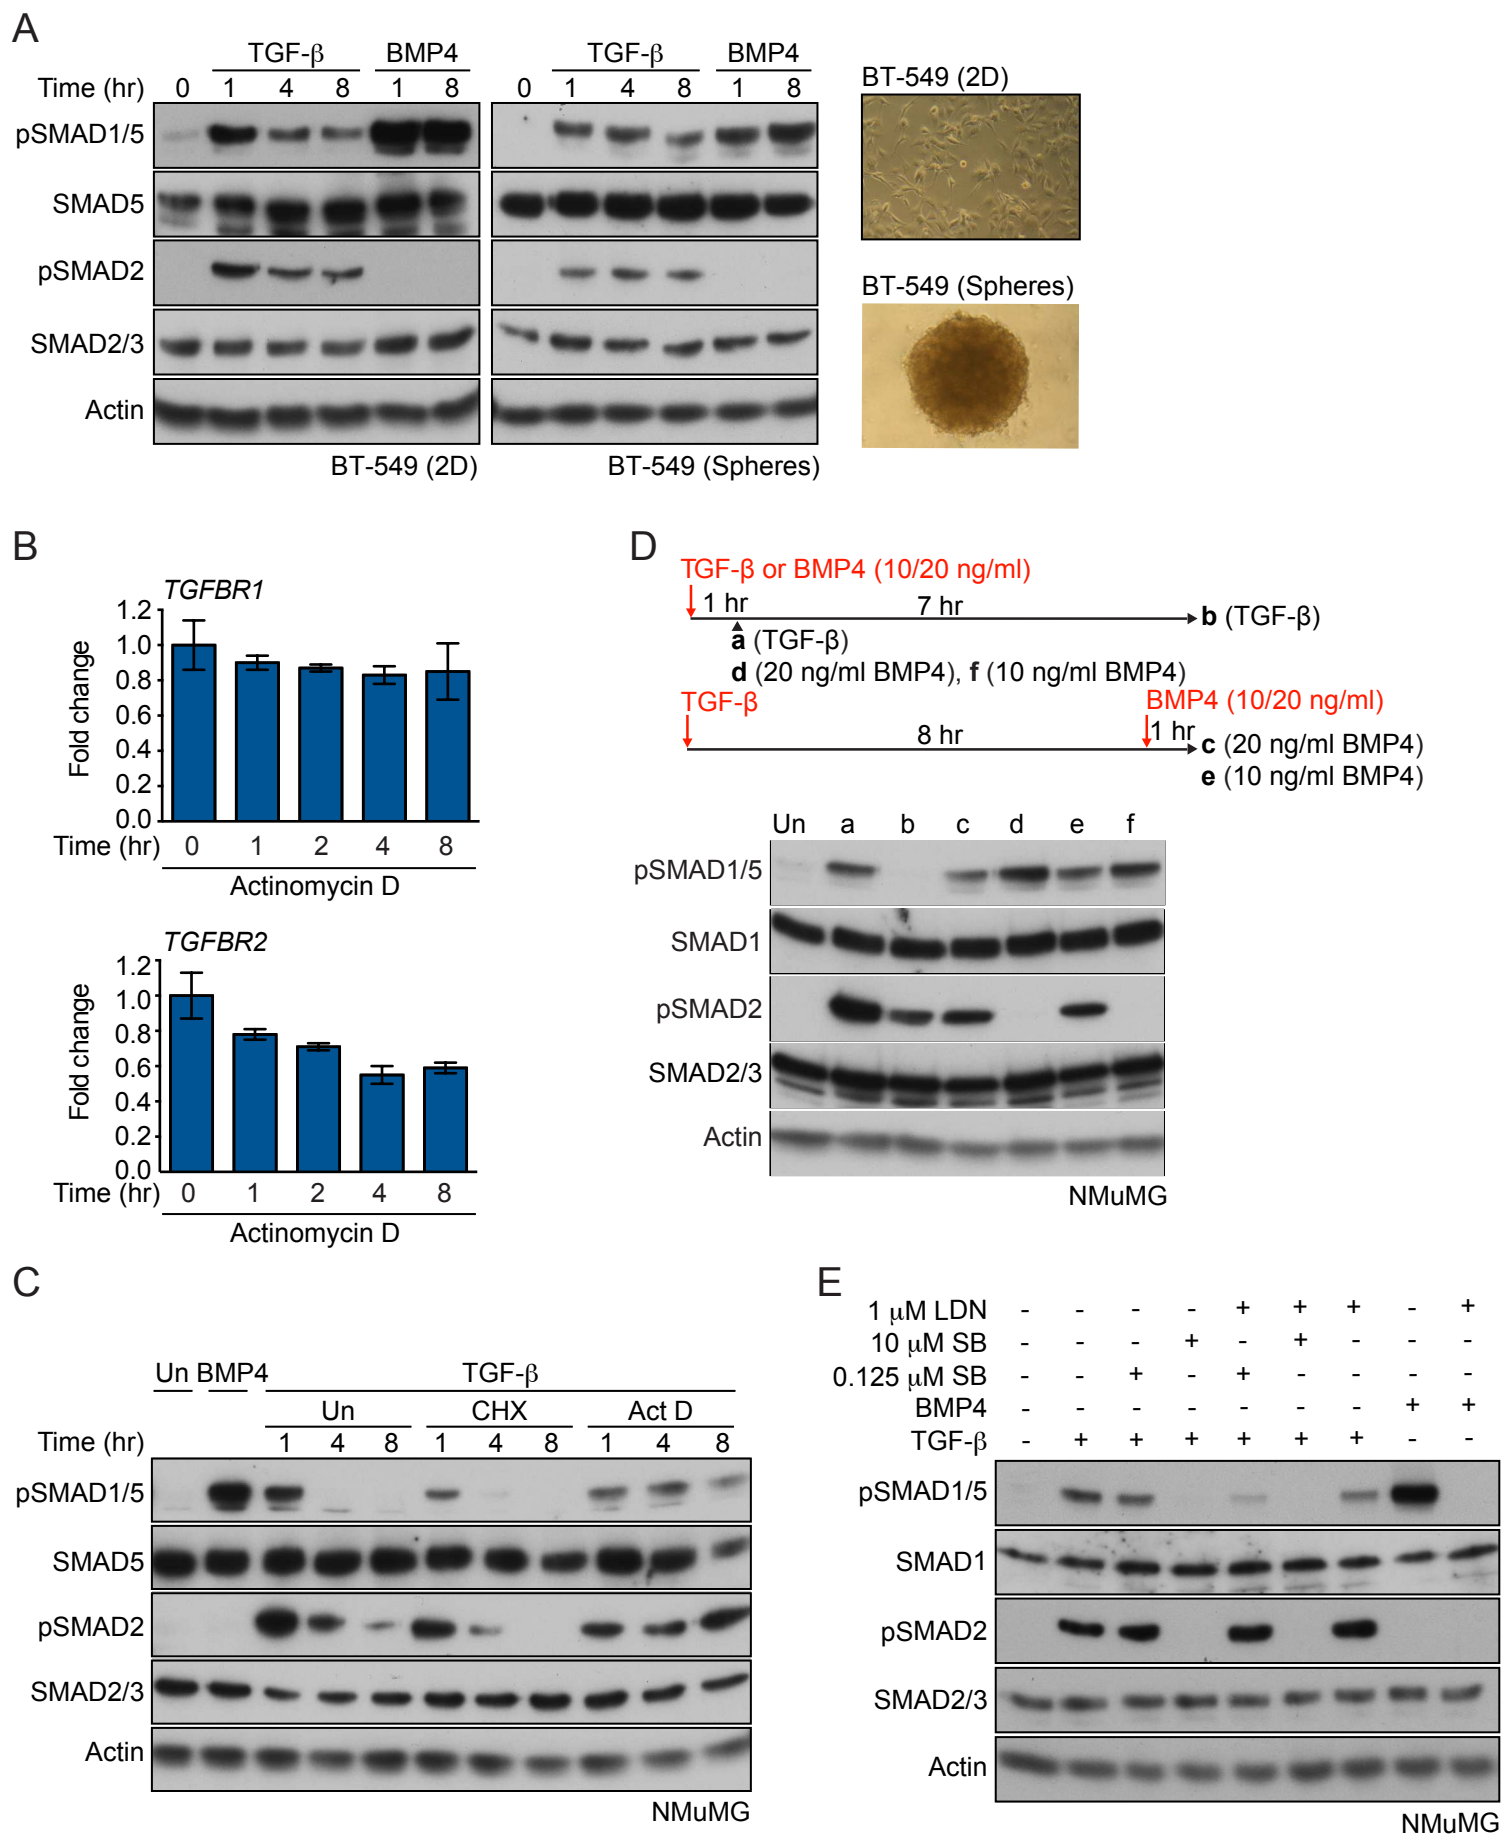 A
TGF-β BMP4 TGF-β BMP4
Time (hr) 0 1 4 8 1 8 0 1 4 8 1 8
BT-549 (2D)
pSMAD1/5
SMAD5
pSMAD2
BT-549 (Spheres)
SMAD2/3
Actin
BT-549 (2D) BT-549 (Spheres)
B
TGFBR1
1.2
1.0
0.8
0.6
0.4
0.2
0.0
Fold change
Time (hr) 0 1 2 4 8
Actinomycin D
TGFBR2
1.2
1.0
0.8
0.6
0.4
0.2
0.0
Fold change
Time (hr) 0 1 2 4 8
Actinomycin D
D
TGF-β or BMP4 (10/20 ng/ml)
1 hr 7 hr
b (TGF-β)
a (TGF-β)
d (20 ng/ml BMP4), f (10 ng/ml BMP4)
TGF-β BMP4 (10/20 ng/ml)
8 hr 1 hr
c (20 ng/ml BMP4)
e (10 ng/ml BMP4)
Un a b c d e f
pSMAD1/5
SMAD1
pSMAD2
SMAD2/3
Actin
NMuMG
C
Un BMP4 TGF-β
Un CHX Act D
Time (hr) 1 4 8 1 4 8 1 4 8
pSMAD1/5
SMAD5
pSMAD2
SMAD2/3
Actin
NMuMG
E
1 μM LDN - - - - + + + - +
10 μM SB - - - + - + - - -
0.125 μM SB - - + - + - - - -
BMP4 - - - - - - - + +
TGF-β - + + + + + + - -
pSMAD1/5
SMAD1
pSMAD2
SMAD2/3
Actin
NMuMG